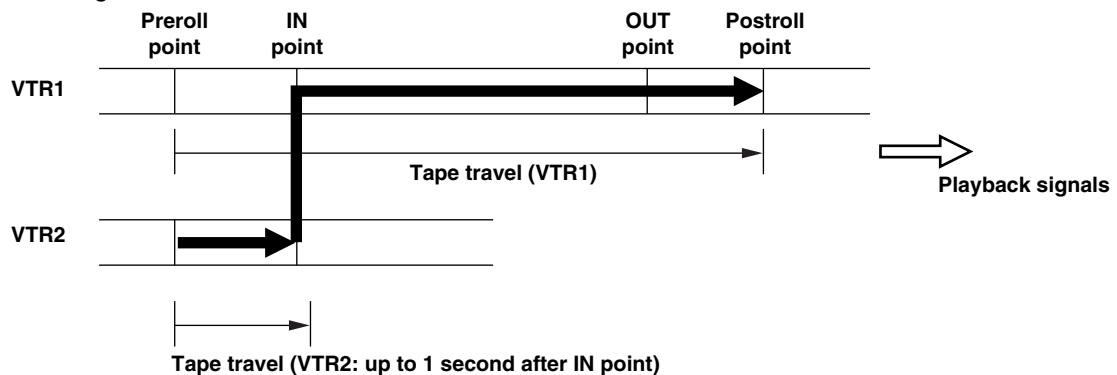 Preroll point
IN point
OUT point
Postroll point
VTR1
Tape travel (VTR1)
Playback signals
VTR2
Tape travel (VTR2: up to 1 second after IN point)